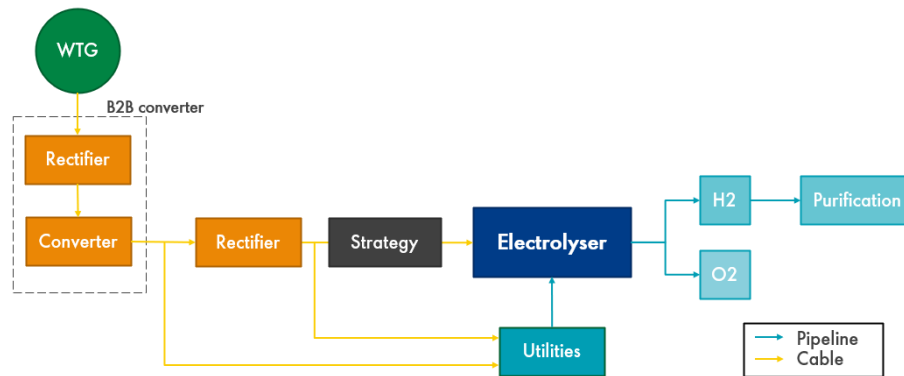 WTG
B2B converter
Rectifier
Converter
Rectifier
Strategy
Electrolyser
H2
Purification
O2
Utilities
Pipeline
Cable